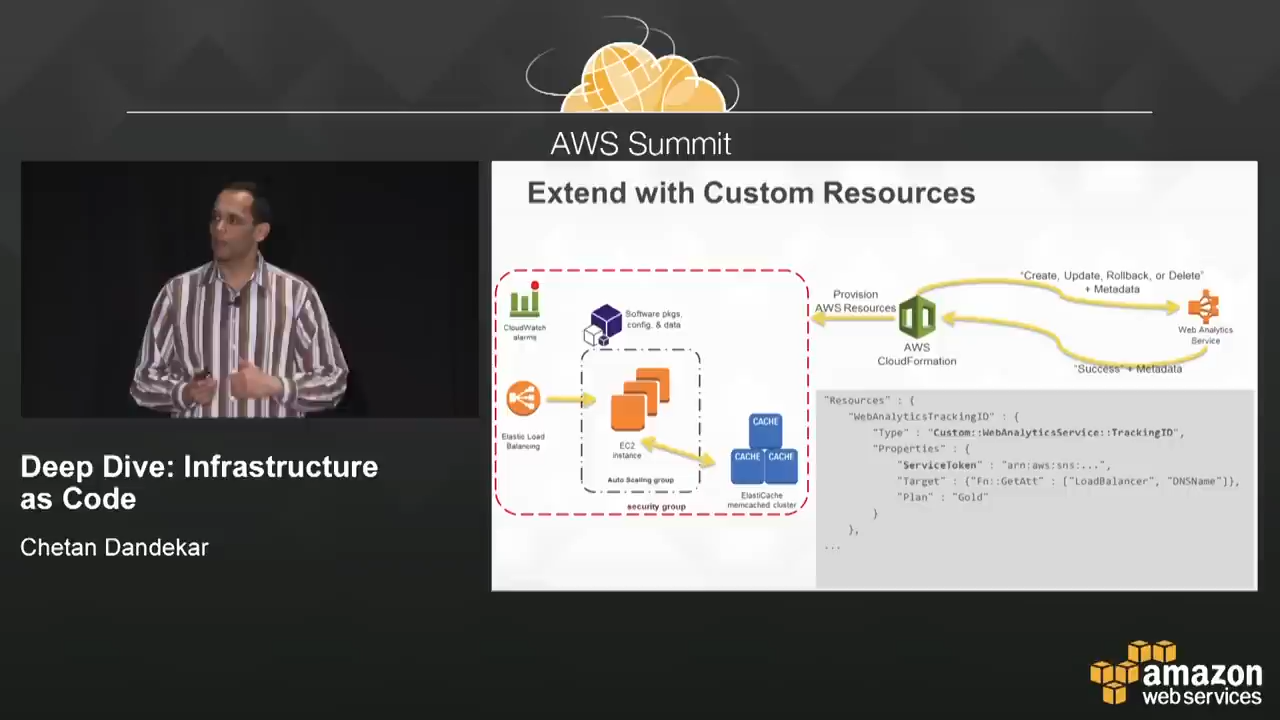 AWS Summit
Deep Dive: Infrastructure
as Code
Chetan Dandekar
Extend with Custom Resources
CloudWatch
alarms
Software pkgs,
config, & data
Elastic Load
Balancing
EC2
instance
Auto Scaling group
security group
CACHE
CACHE
CACHE
ElastiCache
memcached cluster
Provision
AWS Resources
AWS
CloudFormation
"Create, Update, Rollback, or Delete"
+ Metadata
Web Analytics
Service
"Success" + Metadata
"Resources" : {
"WebAnalyticsTrackingID" : {
"Type" : "Custom::WebAnalyticsService::TrackingID",
"Properties" : {
"ServiceToken" : "arn:aws:sns:...",
"Target" : {"Fn::GetAtt" : ["LoadBalancer", "DNSName"]},
"Plan" : "Gold"
}
},
...
amazon
web services